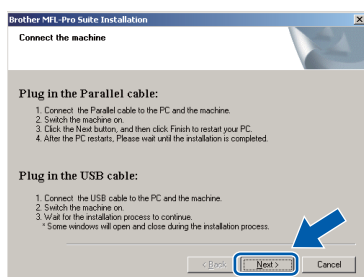 Brother MFL-Pro Suite Installation
Connect the machine
Plug in the Parallel cable:
1. Connect the Parallel cable to the PC and the machine.
2. Switch the machine on.
3. Click the Next button, and then click Finish to restart your PC.
4. After the PC restarts, Please wait until the installation is completed.
Plug in the USB cable:
1. Connect the USB cable to the PC and the machine.
2. Switch the machine on.
3. Wait for the installation process to continue.
* Some windows will open and close during the installation process.
< Back Next > Cancel